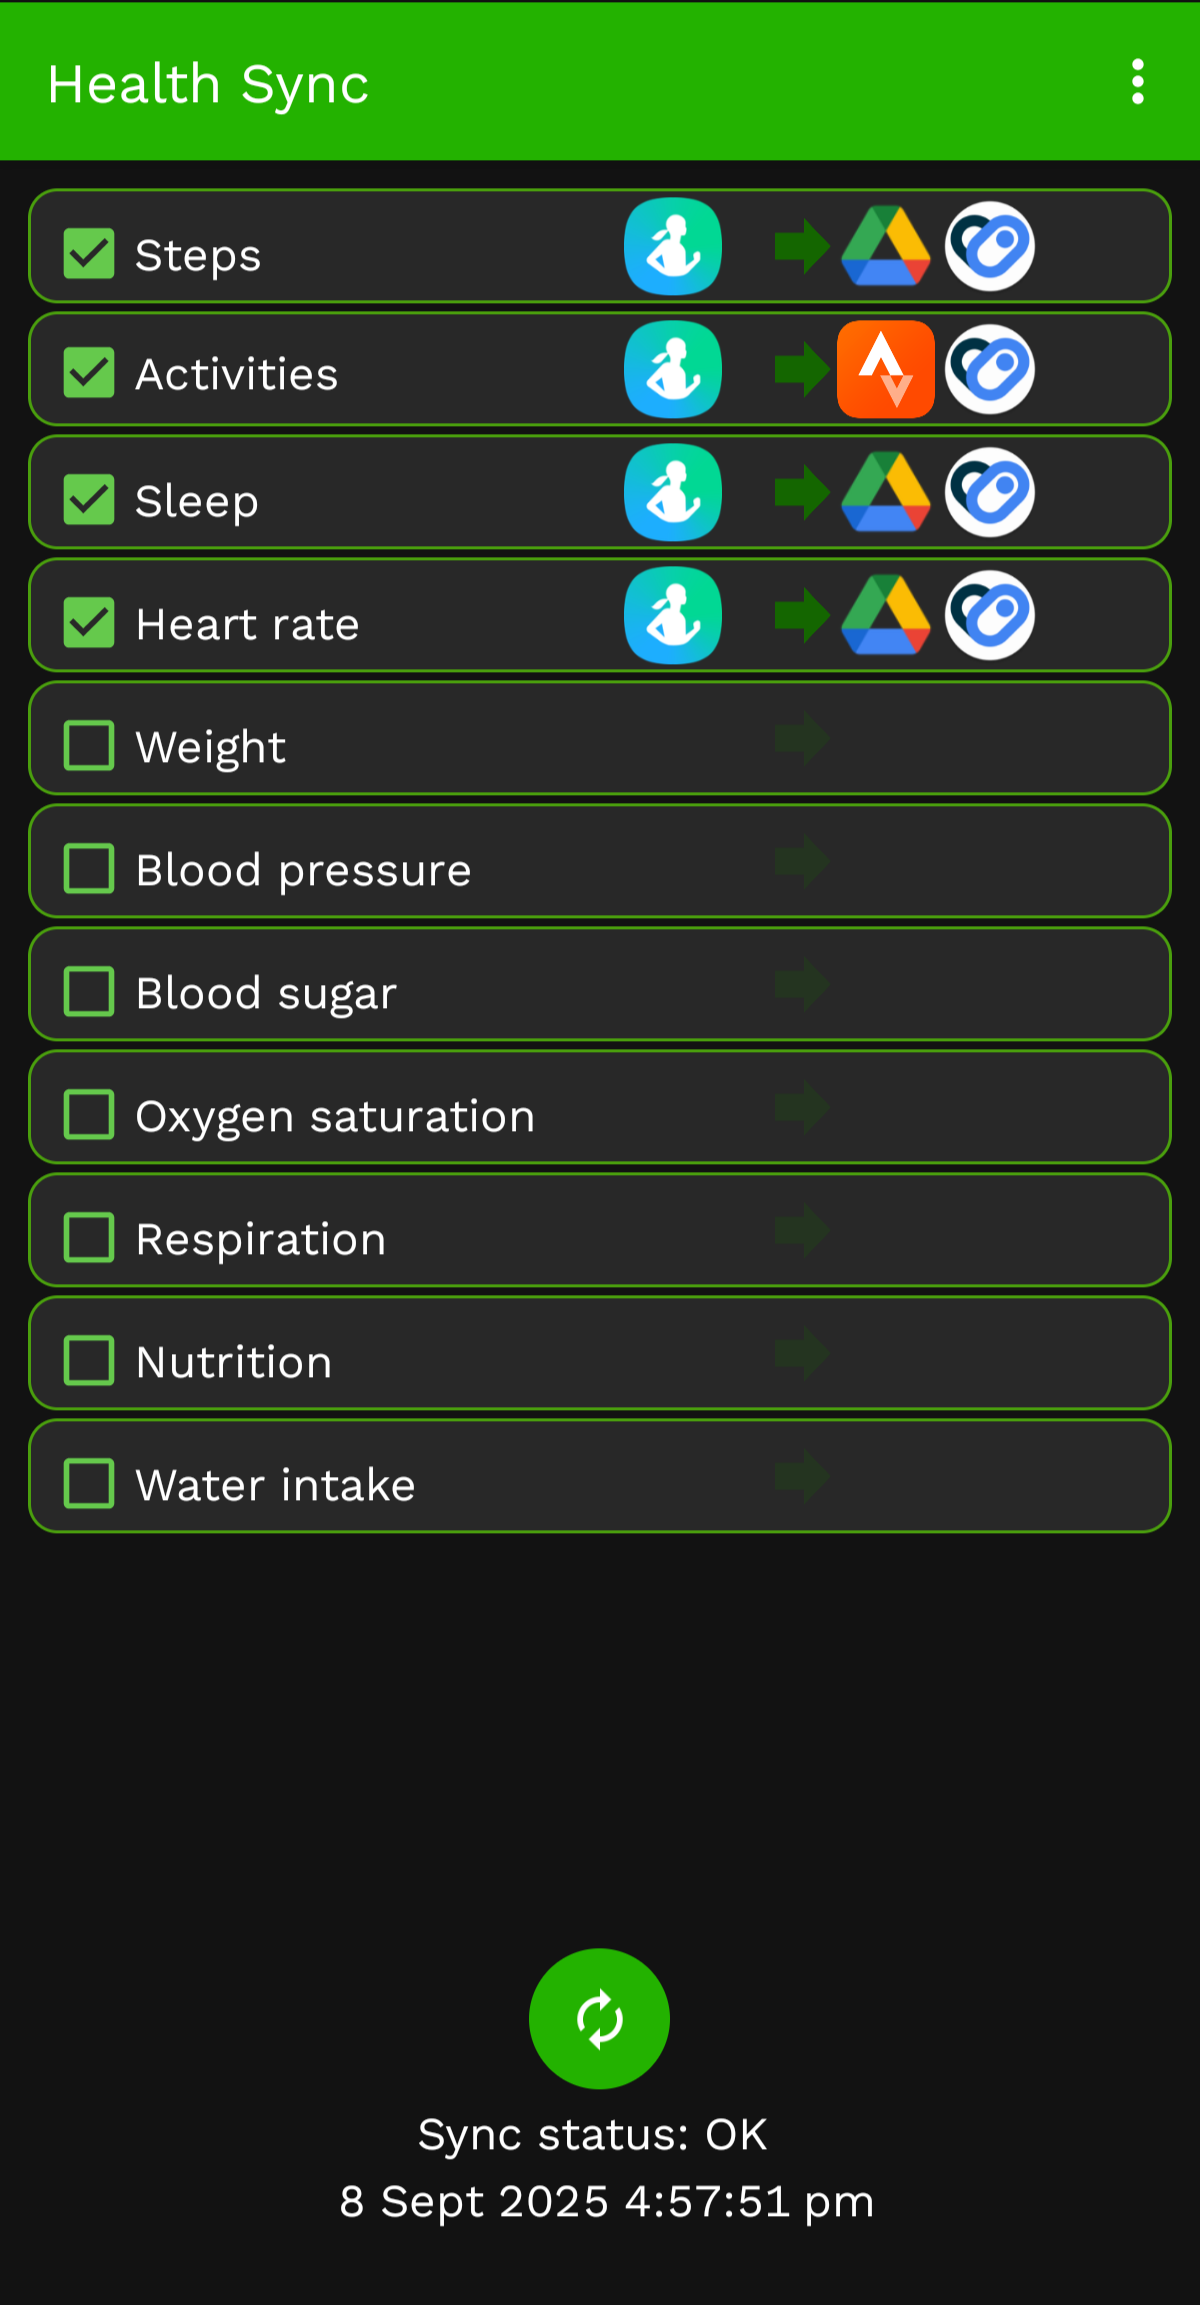 Health Sync
Steps
Activities
Sleep
Heart rate
Weight
Blood pressure
Blood sugar
Oxygen saturation
Respiration
Nutrition
Water intake
Sync status: OK
8 Sept 2025 4:57:51 pm